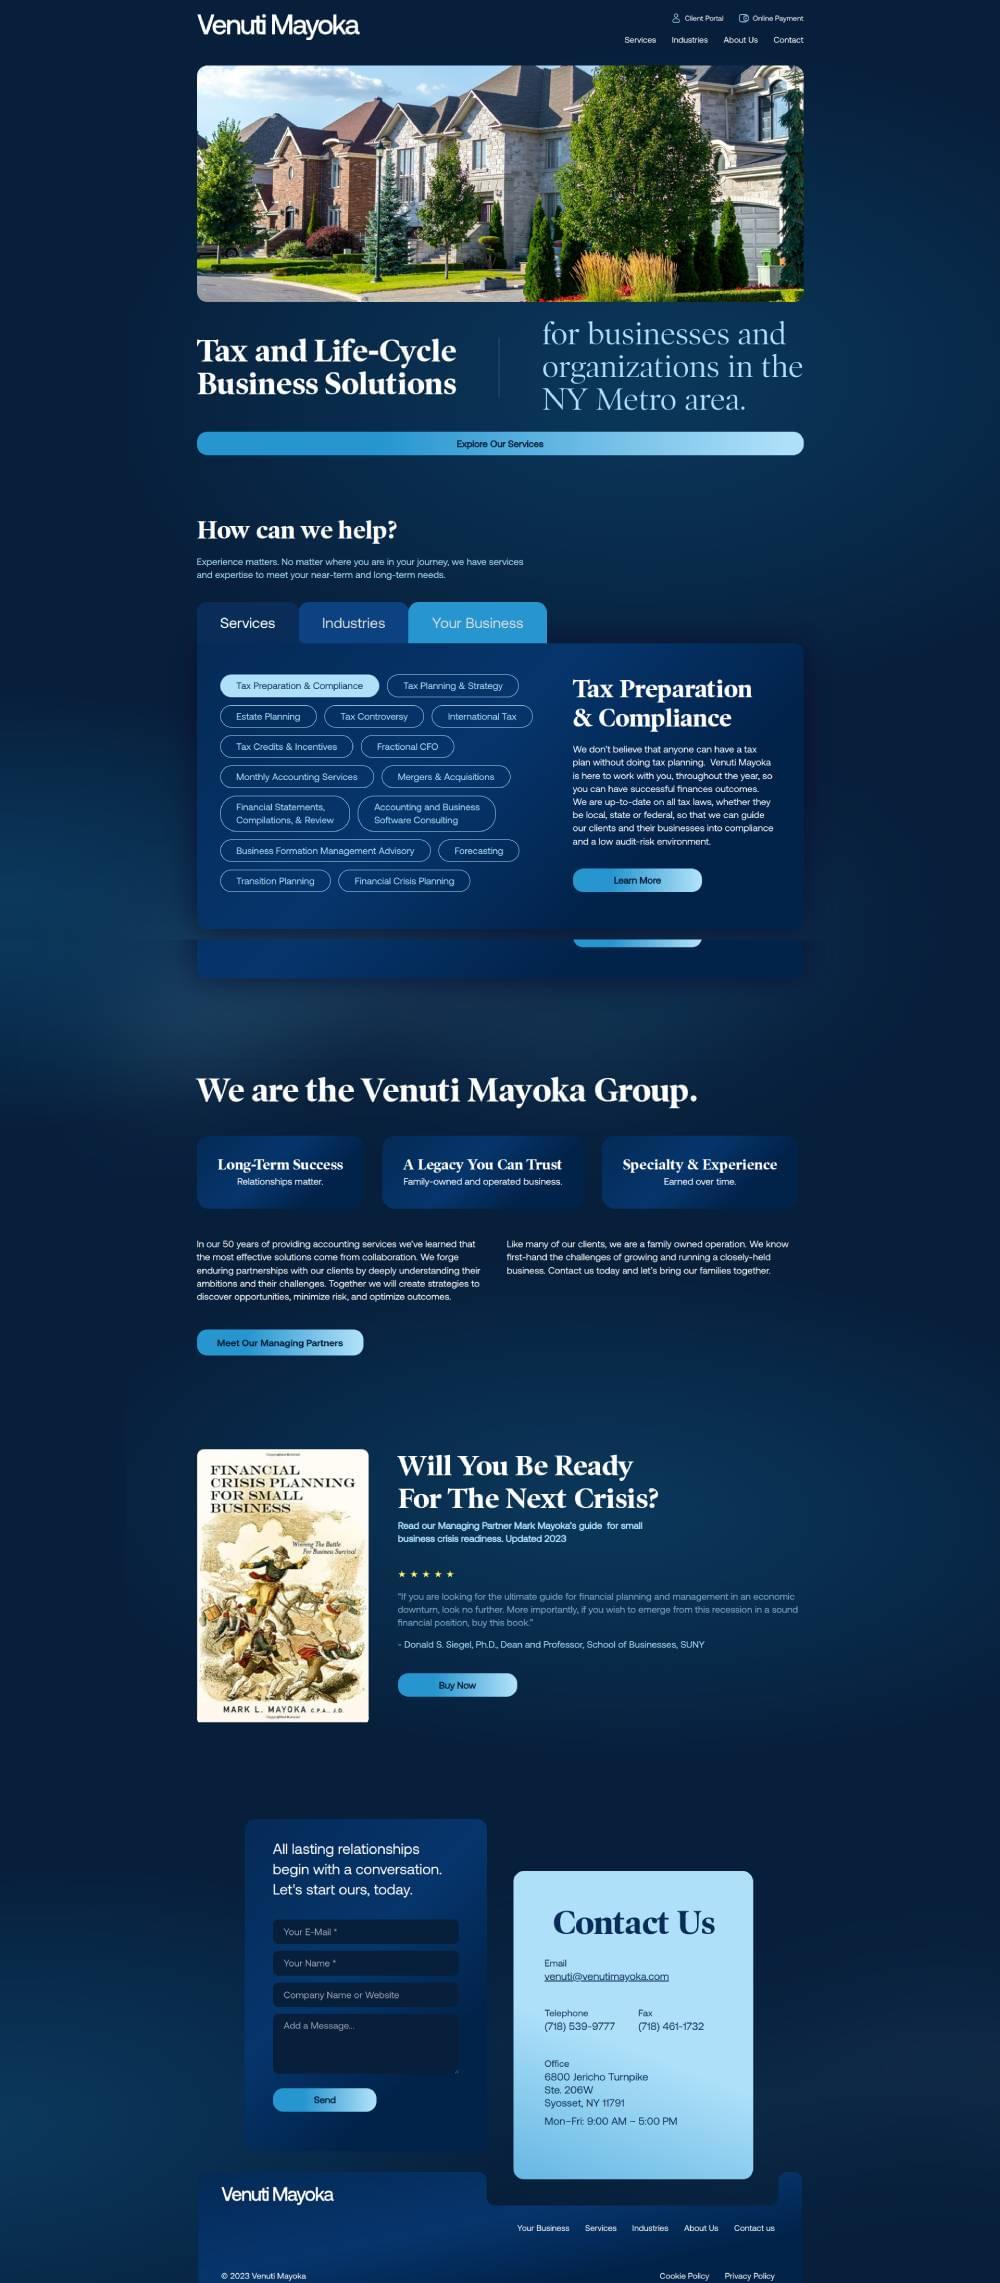 Venuti Mayoka
Client Portal
Online Payment
Services
Industries
About Us
Contact
Tax and Life-Cycle
Business Solutions
for businesses and
organizations in the
NY Metro area.
Explore Our Services
How can we help?
Experience matters. No matter where you are in your journey, we have services
and expertise to meet your near-term and long-term needs.
Services
Industries
Your Business
Tax Preparation & Compliance
Tax Planning & Strategy
Estate Planning
Tax Controversy
International Tax
Tax Credits & Incentives
Fractional CFO
Monthly Accounting Services
Mergers & Acquisitions
Financial Statements,
Compilations, & Review
Accounting and Business
Software Consulting
Business Formation Management Advisory
Forecasting
Transition Planning
Financial Crisis Planning
Tax Preparation
& Compliance
We don't believe that anyone can have a tax
plan without doing tax planning. Venuti Mayoka
is here to work with you, throughout the year, so
you can have successful finances outcomes.
We are up-to-date on all tax laws, whether they
be local, state or federal, so that we can guide
our clients and their businesses into compliance
and a low audit-risk environment.
Learn More
We are the Venuti Mayoka Group.
Long-Term Success
Relationships matter.
A Legacy You Can Trust
Family-owned and operated business.
Specialty & Experience
Earned over time.
In our 50 years of providing accounting services we've learned that
the most effective solutions come from collaboration. We forge
enduring partnerships with our clients by deeply understanding their
ambitions and their challenges. Together we will create strategies to
discover opportunities, minimize risk, and optimize outcomes.
Like many of our clients, we are a family owned operation. We know
first-hand the challenges of growing and running a closely-held
business. Contact us today and let's bring our families together.
Meet Our Managing Partners
FINANCIAL
CRISIS PLANNING
FOR SMALL
BUSINESS
Winning The Battle
For Business Survival
MARK L. MAYOKA C.P.A., J.D.
Will You Be Ready
For The Next Crisis?
Read our Managing Partner Mark Mayoka's guide for small
business crisis readiness. Updated 2023
★ ★ ★ ★ ★
"If you are looking for the ultimate guide for financial planning and management in an economic
downturn, look no further. More importantly, if you wish to emerge from this recession in a sound
financial position, buy this book."
- Donald S. Siegel, Ph.D., Dean and Professor, School of Businesses, SUNY
Buy Now
All lasting relationships
begin with a conversation.
Let's start ours, today.
Your E-Mail *
Your Name *
Company Name or Website
Add a Message...
Send
Contact Us
Email
venuti@venutimayoka.com
Telephone
(718) 539-9777
Fax
(718) 461-1732
Office
6800 Jericho Turnpike
Ste. 206W
Syosset, NY 11791
Mon–Fri: 9:00 AM – 5:00 PM
Venuti Mayoka
Your Business
Services
Industries
About Us
Contact us
© 2023 Venuti Mayoka
Cookie Policy
Privacy Policy